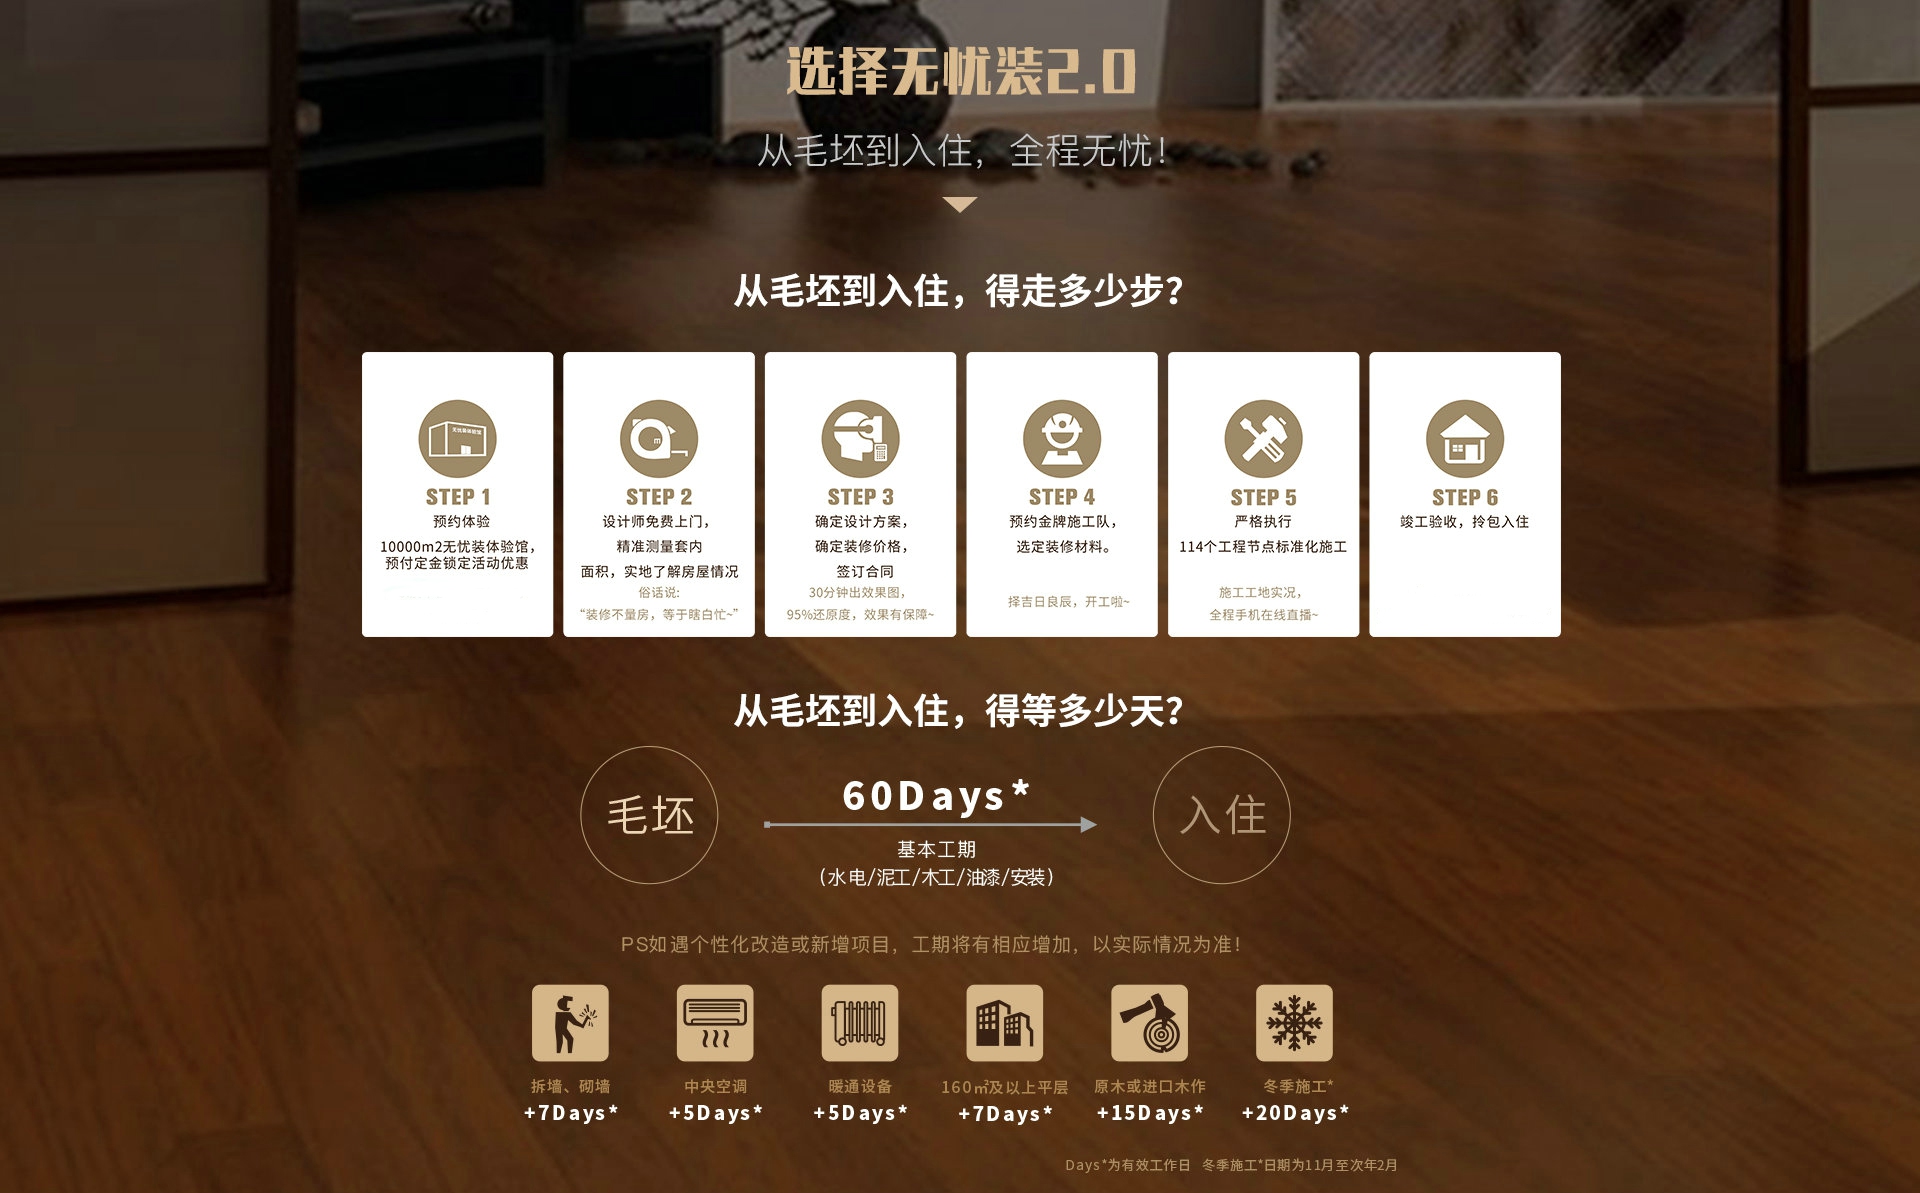 选择无忧装2.0
从毛坯到入住，全程无忧！
从毛坯到入住，得走多少步？
无忧装体验馆
STEP 1
预约体验
10000m2无忧装体验馆，
预付定金锁定活动优惠
m
STEP 2
设计师免费上门，
精准测量套内
面积，实地了解房屋情况
俗话说:
“装修不量房，等于瞎白忙~”
STEP 3
确定设计方案，
确定装修价格，
签订合同
30分钟出效果图，
95%还原度，效果有保障~
STEP 4
预约金牌施工队，
选定装修材料。
择吉日良辰，开工啦~
STEP 5
严格执行
114个工程节点标准化施工
施工工地实况，
全程手机在线直播~
STEP 6
竣工验收，拎包入住
从毛坯到入住，得等多少天？
毛坯
60Days*
基本工期
(水电/泥工/木工/油漆/安装)
入住
PS如遇个性化改造或新增项目，工期将有相应增加，以实际情况为准！
拆墙、砌墙
+7Days*
中央空调
+5Days*
暖通设备
+5Days*
160㎡及以上平层
+7Days*
原木或进口木作
+15Days*
冬季施工*
+20Days*
Days*为有效工作日 冬季施工*日期为11月至次年2月